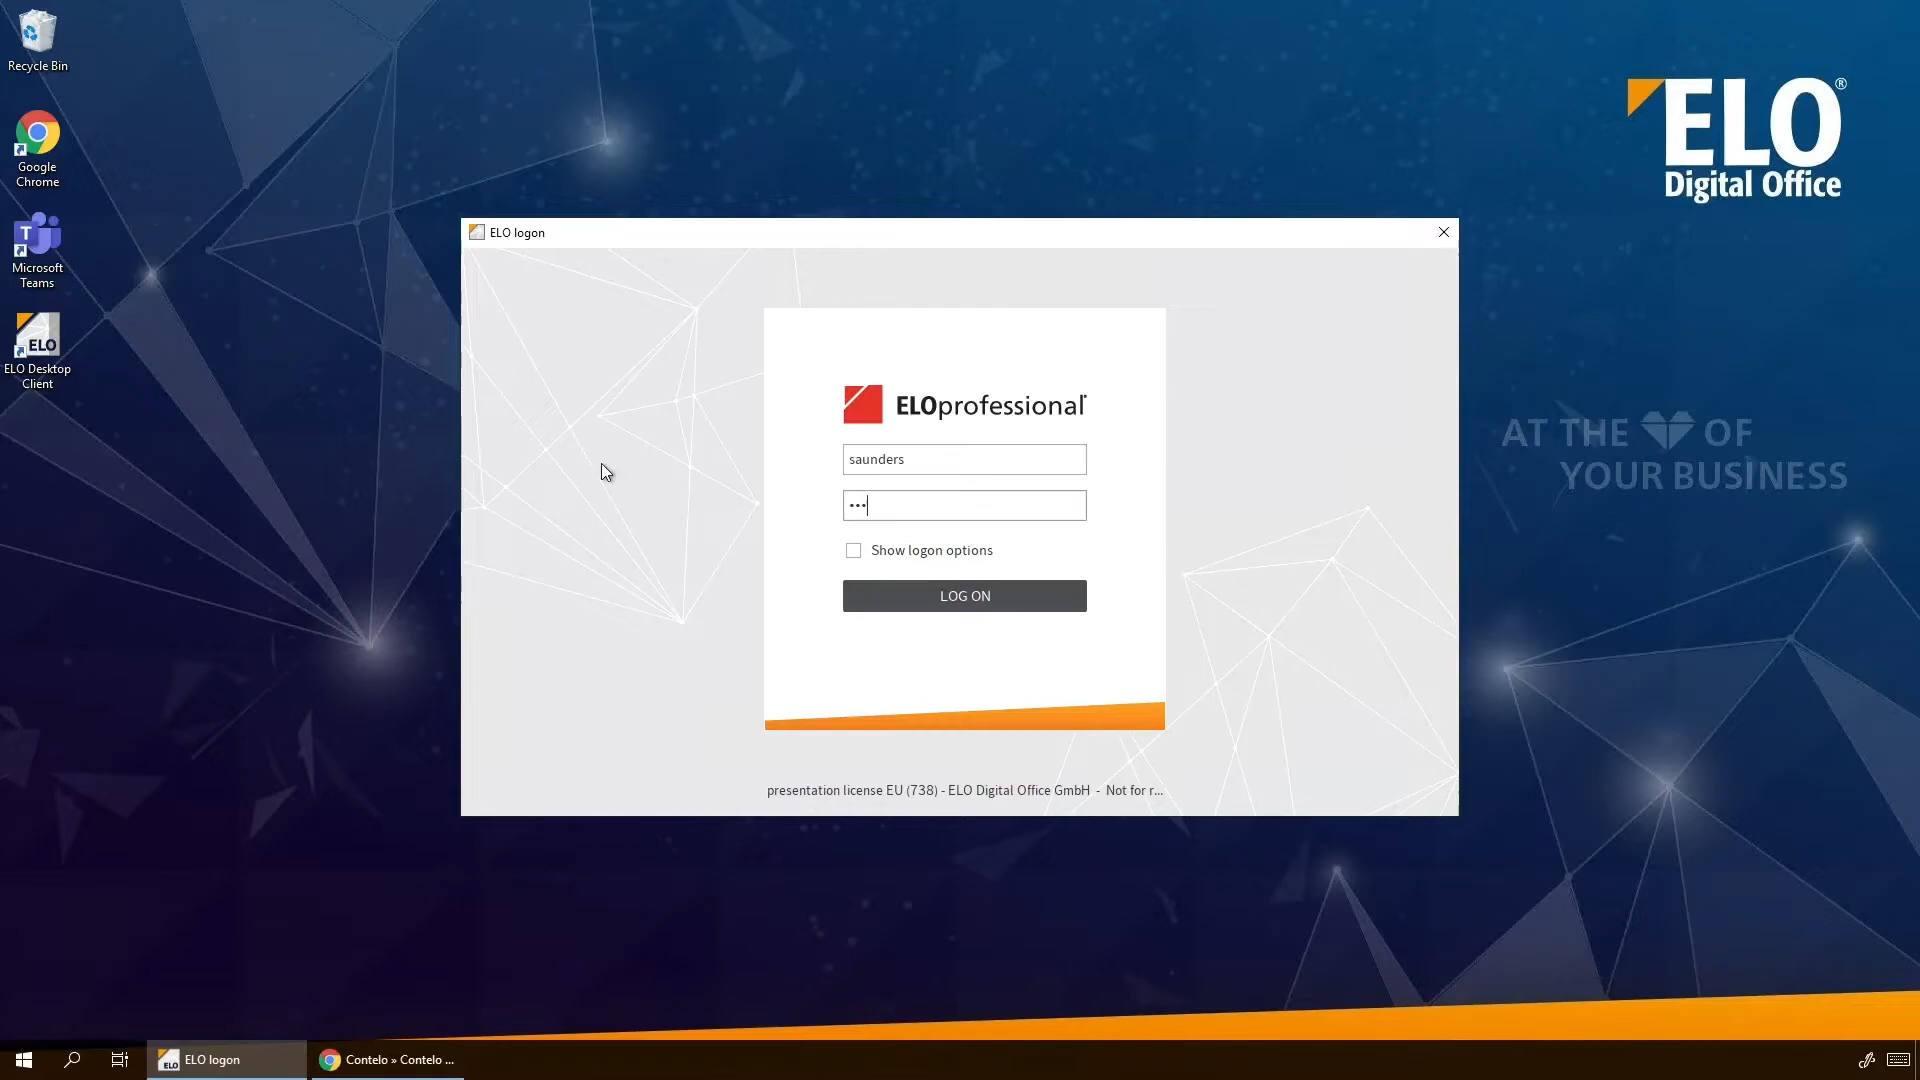 Recycle Bin
Google
Chrome
Microsoft
Teams
ELO
ELO Desktop
Client
ELO®
Digital Office
AT THE OF
YOUR BUSINESS
ELO logon
ELOprofessional
saunders
•••
Show logon options
LOG ON
presentation license EU (738) - ELO Digital Office GmbH - Not for r...
ELO logon
Contelo » Contelo ...